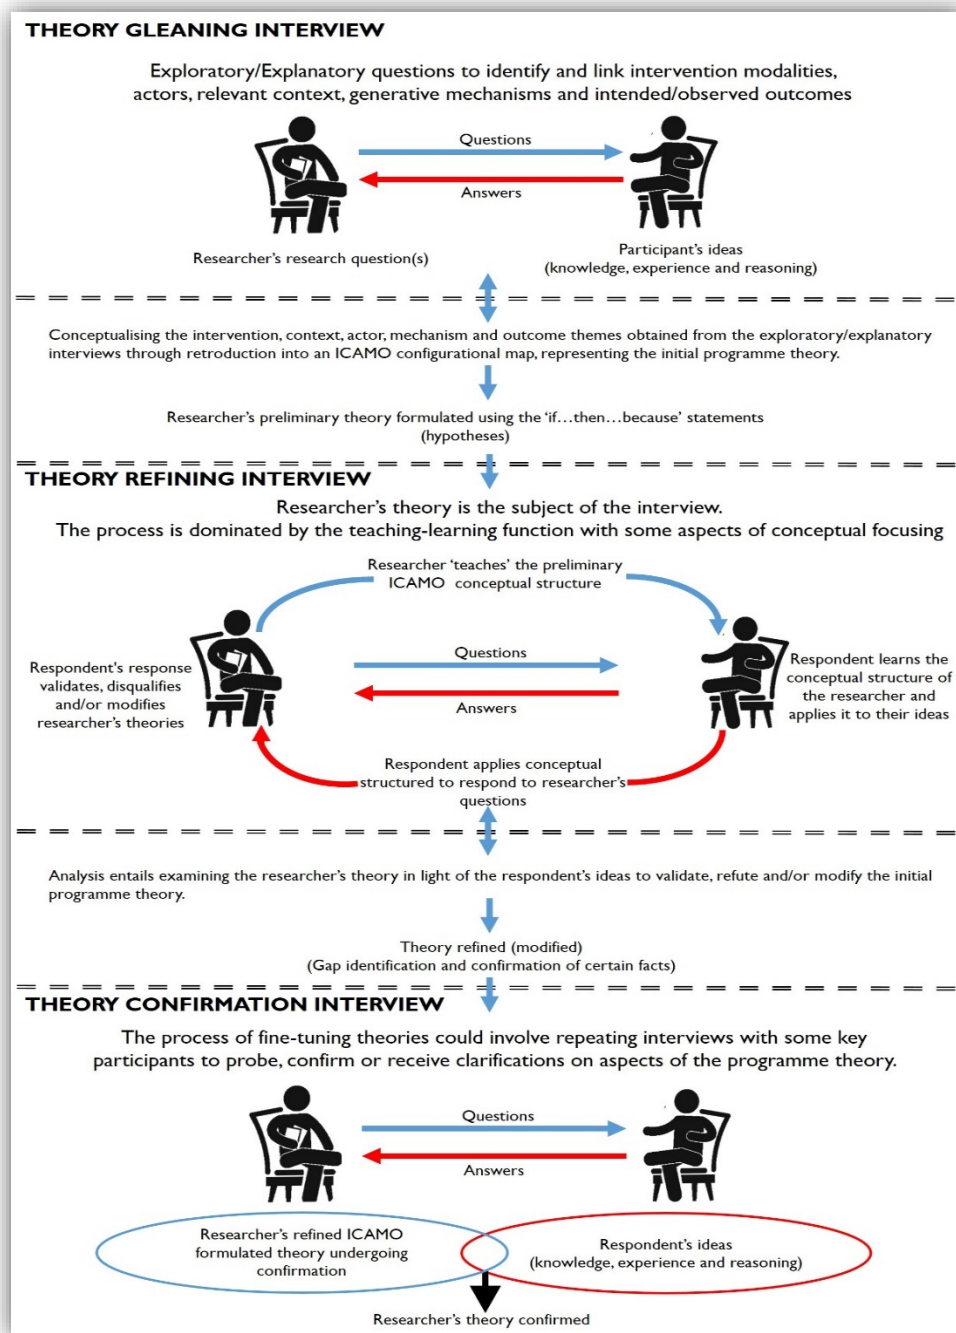 THEORY GLEANING INTERVIEW
Exploratory/Explanatory questions to identify and link intervention modalities,
actors, relevant context, generative mechanisms and intended/observed outcomes
Questions
Answers
Researcher's research question(s)
Participant's ideas
(knowledge, experience and reasoning)
Conceptualising the intervention, context, actor, mechanism and outcome themes obtained from the exploratory/explanatory
interviews through retroduction into an ICAMO configurational map, representing the initial programme theory.
Researcher's preliminary theory formulated using the 'if...then...because' statements
(hypotheses)
THEORY REFINING INTERVIEW
Researcher's theory is the subject of the interview.
The process is dominated by the teaching-learning function with some aspects of conceptual focusing
Researcher 'teaches' the preliminary
ICAMO conceptual structure
Respondent's response
validates, disqualifies
and/or modifies
researcher's theories
Questions
Answers
Respondent learns the
conceptual structure of
the researcher and
applies it to their ideas
Respondent applies conceptual
structured to respond to researcher's
questions
Analysis entails examining the researcher's theory in light of the respondent's ideas to validate, refute and/or modify the initial
programme theory.
Theory refined (modified)
(Gap identification and confirmation of certain facts)
THEORY CONFIRMATION INTERVIEW
The process of fine-tuning theories could involve repeating interviews with some key
participants to probe, confirm or receive clarifications on aspects of the programme theory.
Questions
Answers
Researcher's refined ICAMO
formulated theory undergoing
confirmation
Respondent's ideas
(knowledge, experience and reasoning)
Researcher's theory confirmed